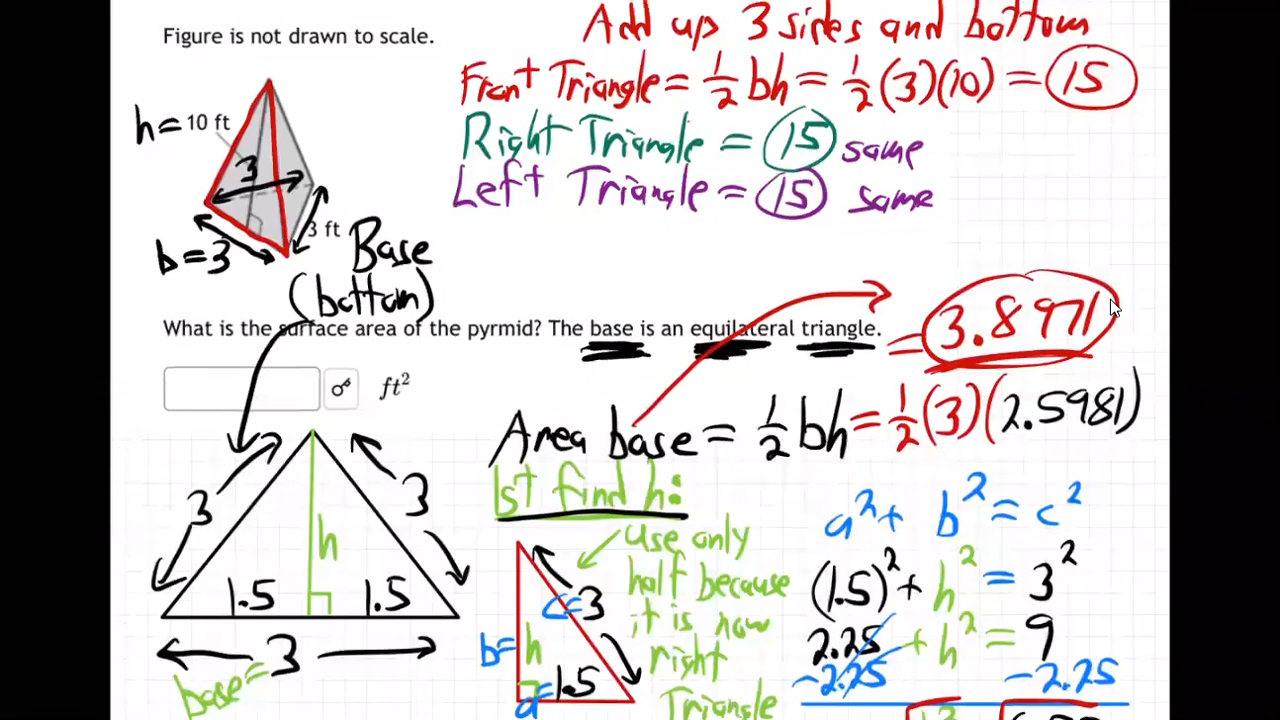 Add up 3 sides and bottom
Figure is not drawn to scale.
Front Triangle = 1/2 bh = 1/2 (3)(10) = 15
h = 10 ft
Right Triangle = 15 same
3
Left Triangle = 15 same
3 ft
b = 3
Base
(bottom)
= 3.8971
What is the surface area of the pyrmid? The base is an equilateral triangle.
ft²
Area base = 1/2 bh = 1/2 (3)(2.5981)
1st find h:
3
3
h
1.5
1.5
base = 3
use only
half because
it is now
right
Triangle
c=3
b=
h
a=1.5
a² + b² = c²
(1.5)² + h² = 3²
2.25 + h² = 9
-2.25
-2.25